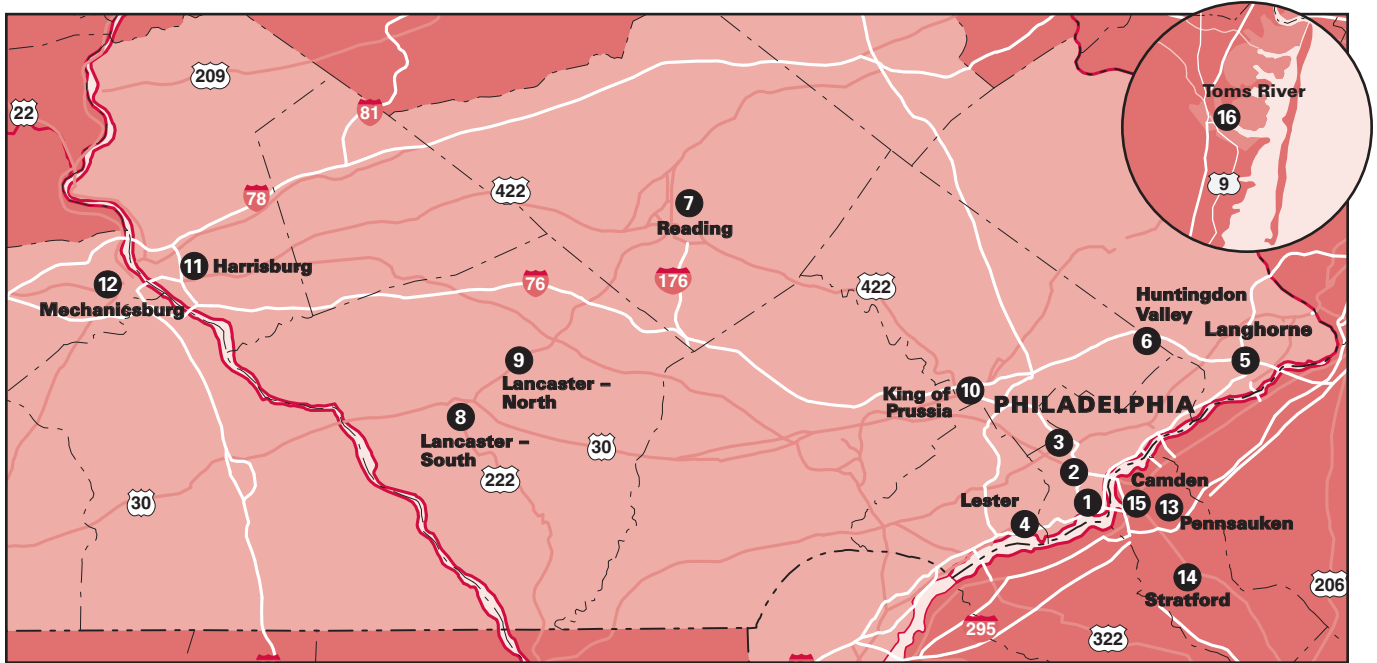 209
22
81
78
422
7
Reading
Toms River
16
9
11 Harrisburg
12
Mechanicsburg
76
176
422
Huntingdon
Valley
6
Langhorne
5
9
Lancaster –
North
8
Lancaster –
South
30
222
30
King of
Prussia
10
PHILADELPHIA
3
2
1
Lester
4
Camden
15
13
Pennsauken
14
Stratford
206
295
322